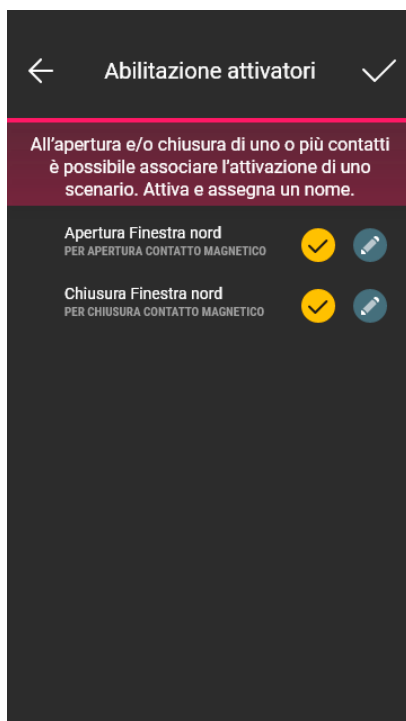 Abilitazione attivatori
All'apertura e/o chiusura di uno o più contatti
è possibile associare l'attivazione di uno
scenario. Attiva e assegna un nome.
Apertura Finestra nord
PER APERTURA CONTATTO MAGNETICO
Chiusura Finestra nord
PER CHIUSURA CONTATTO MAGNETICO